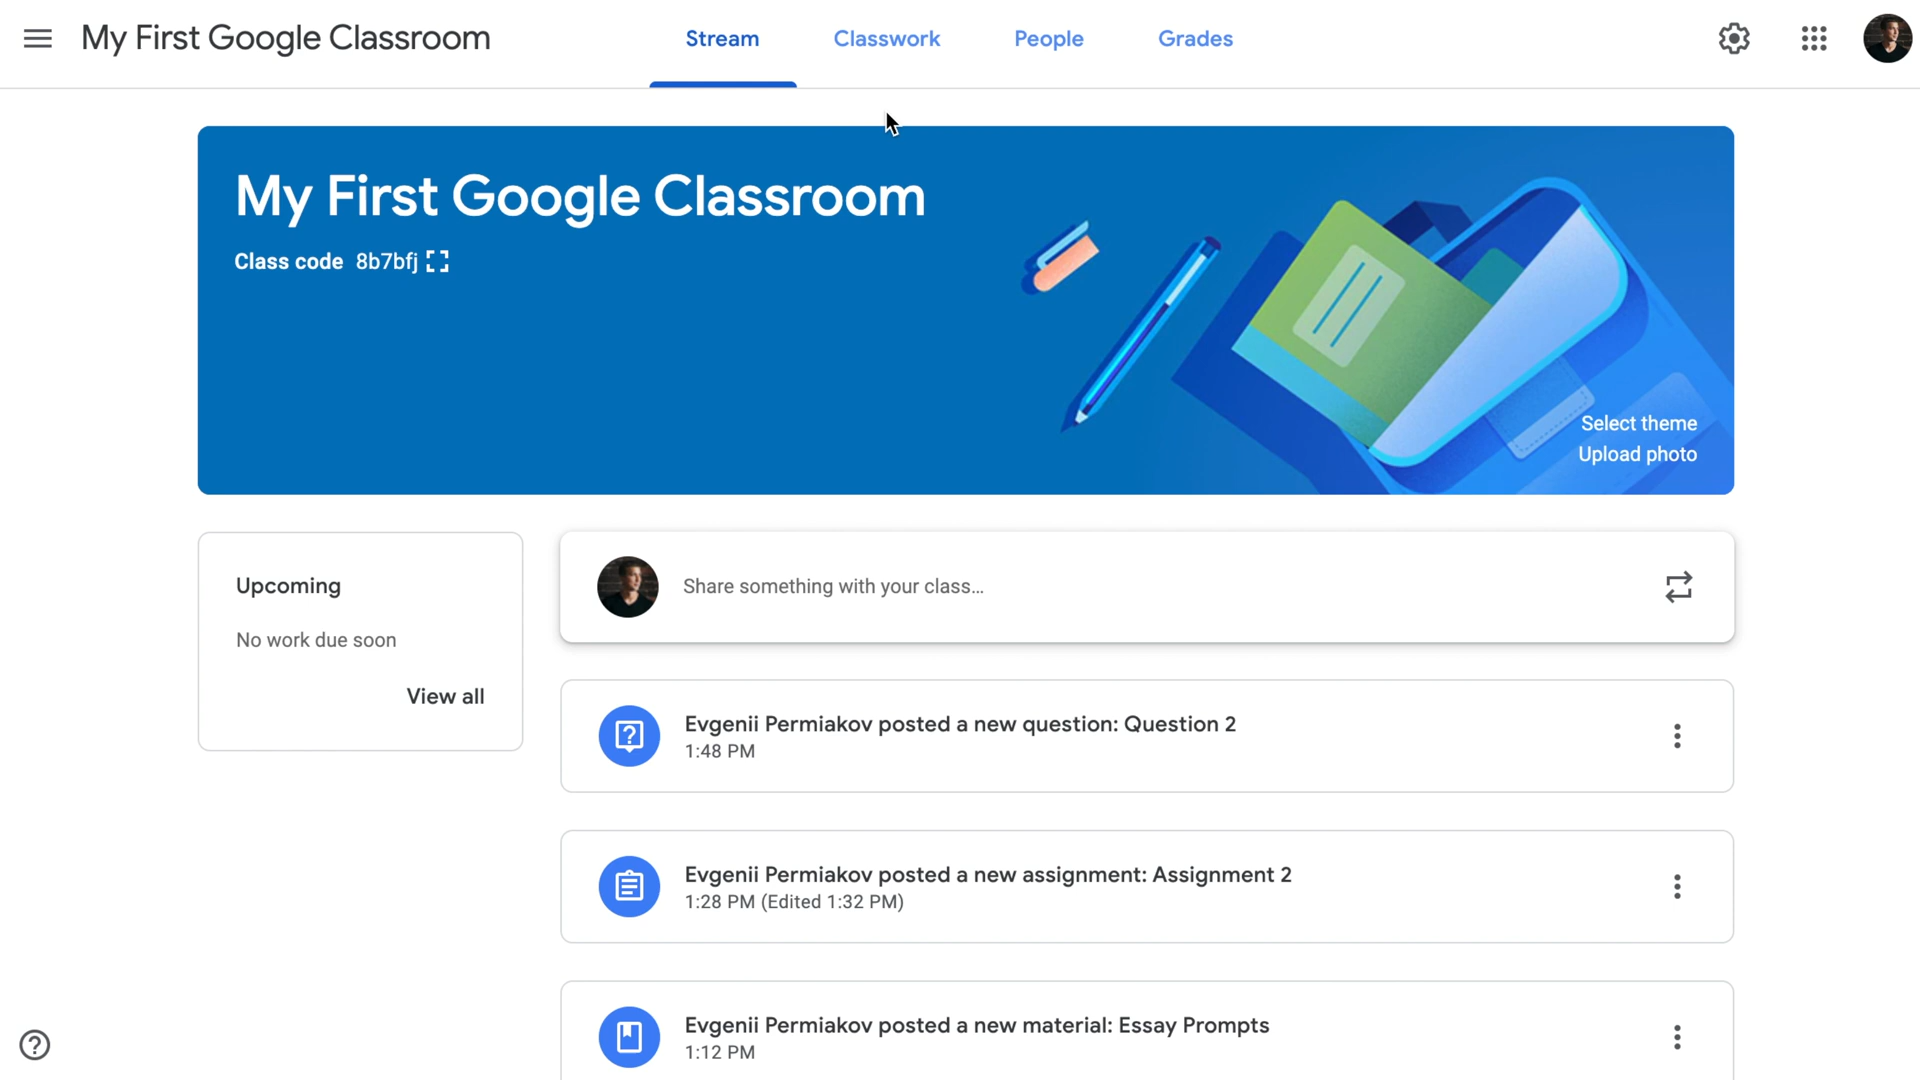 My First Google Classroom
Stream
Classwork
People
Grades
My First Google Classroom
Class code 8b7bfj
Select theme
Upload photo
Upcoming
No work due soon
View all
Share something with your class...
Evgenii Permiakov posted a new question: Question 2
1:48 PM
Evgenii Permiakov posted a new assignment: Assignment 2
1:28 PM (Edited 1:32 PM)
Evgenii Permiakov posted a new material: Essay Prompts
1:12 PM